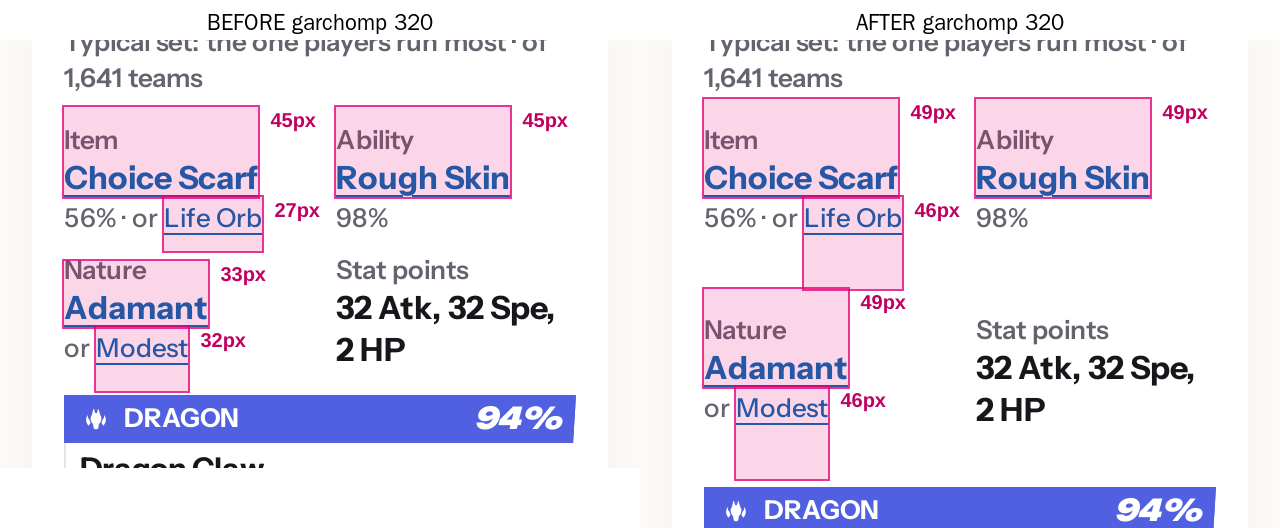 BEFORE garchomp 320
Typical set: the one players run most · of
1,641 teams
45px
45px
Item
Ability
Choice Scarf
Rough Skin
56% · or Life Orb
27px
98%
Nature
33px
Stat points
Adamant
32 Atk, 32 Spe,
2 HP
or Modest
32px
DRAGON
94%
Dragon Claw
AFTER garchomp 320
Typical set: the one players run most · of
1,641 teams
49px
49px
Item
Ability
Choice Scarf
Rough Skin
56% · or Life Orb
46px
98%
49px
Nature
Stat points
Adamant
32 Atk, 32 Spe,
2 HP
or Modest
46px
DRAGON
94%